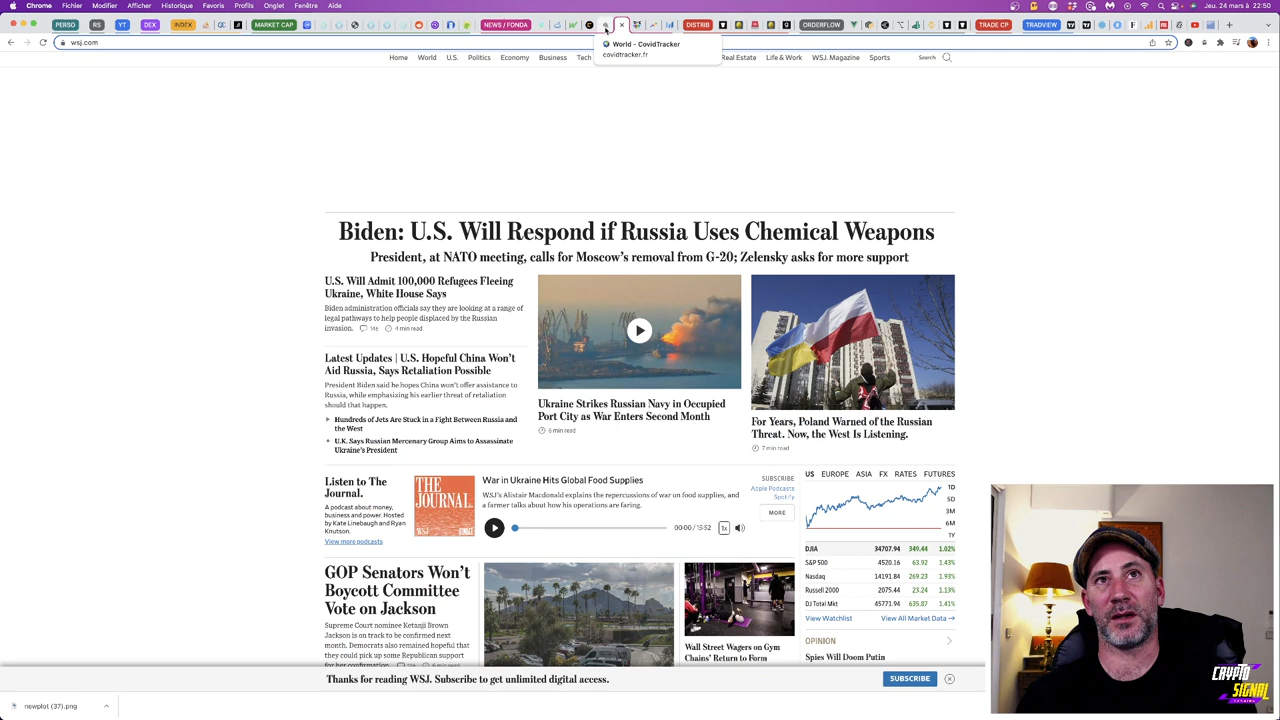 Chrome Fichier Modifier Afficher Historique Favoris Profils Onglet Fenêtre Aide
Jeu. 24 mars à 22:50
PERSO RS YT DEX INDEX MARKET CAP NEWS / FONDA DISTRIB ORDERFLOW TRADE CP TRADVIEW
wsj.com
World - CovidTracker
covidtracker.fr
Home World U.S. Politics Economy Business Tech Real Estate Life & Work WSJ. Magazine Sports Search
Biden: U.S. Will Respond if Russia Uses Chemical Weapons
President, at NATO meeting, calls for Moscow's removal from G-20; Zelensky asks for more support
U.S. Will Admit 100,000 Refugees Fleeing
Ukraine, White House Says
Biden administration officials say they are looking at a range of
legal pathways to help people displaced by the Russian
invasion. 146 4 min read
Latest Updates | U.S. Hopeful China Won't
Aid Russia, Says Retaliation Possible
President Biden said he hopes China won't offer assistance to
Russia, while emphasizing his earlier threat of retaliation
should that happen.
Hundreds of Jets Are Stuck in a Fight Between Russia and
the West
U.K. Says Russian Mercenary Group Aims to Assassinate
Ukraine's President
Ukraine Strikes Russian Navy in Occupied
Port City as War Enters Second Month
6 min read
For Years, Poland Warned of the Russian
Threat. Now, the West Is Listening.
7 min read
Listen to The
Journal.
A podcast about money,
business and power. Hosted
by Kate Linebaugh and Ryan
Knutson.
View more podcasts
THE
JOURNAL.
WSJ
War in Ukraine Hits Global Food Supplies
WSJ's Alistair Macdonald explains the repercussions of war on food supplies, and
a farmer talks about how his operations are faring.
00:00 / 15:52
1x
SUBSCRIBE
Apple Podcasts
Spotify
MORE
US EUROPE ASIA FX RATES FUTURES
1D
5D
3M
6M
1Y
DJIA 34707.94 349.44 1.02%
S&P 500 4520.16 63.92 1.43%
Nasdaq 14191.84 269.23 1.93%
Russell 2000 2075.44 23.24 1.13%
DJ Total Mkt 45771.94 635.87 1.41%
View Watchlist View All Market Data →
OPINION
Spies Will Doom Putin
GOP Senators Won't
Boycott Committee
Vote on Jackson
Supreme Court nominee Ketanji Brown
Jackson is on track to be confirmed next
month. Democrats also remained hopeful that
they could pick up some Republican support
for her confirmation.
Wall Street Wagers on Gym
Chains' Return to Form
Thanks for reading WSJ. Subscribe to get unlimited digital access.
SUBSCRIBE
newplot (37).png
CRYPTO
SIGNAL